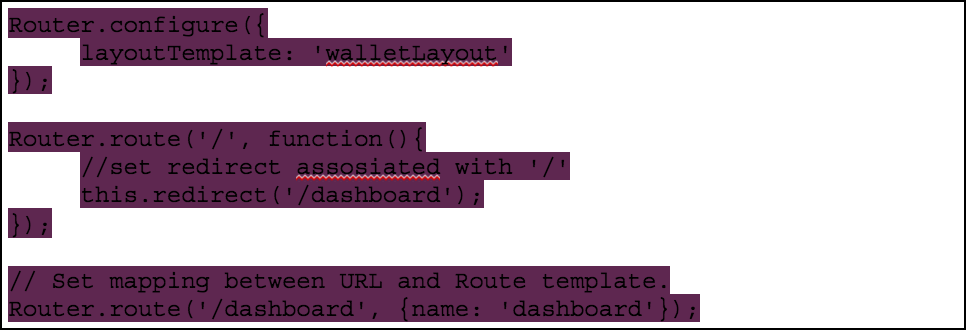 Router.configure({
     layoutTemplate: 'walletLayout'
});

Router.route('/', function(){
     //set redirect assosiated with '/'
     this.redirect('/dashboard');
});

// Set mapping between URL and Route template.
Router.route('/dashboard', {name: 'dashboard'});